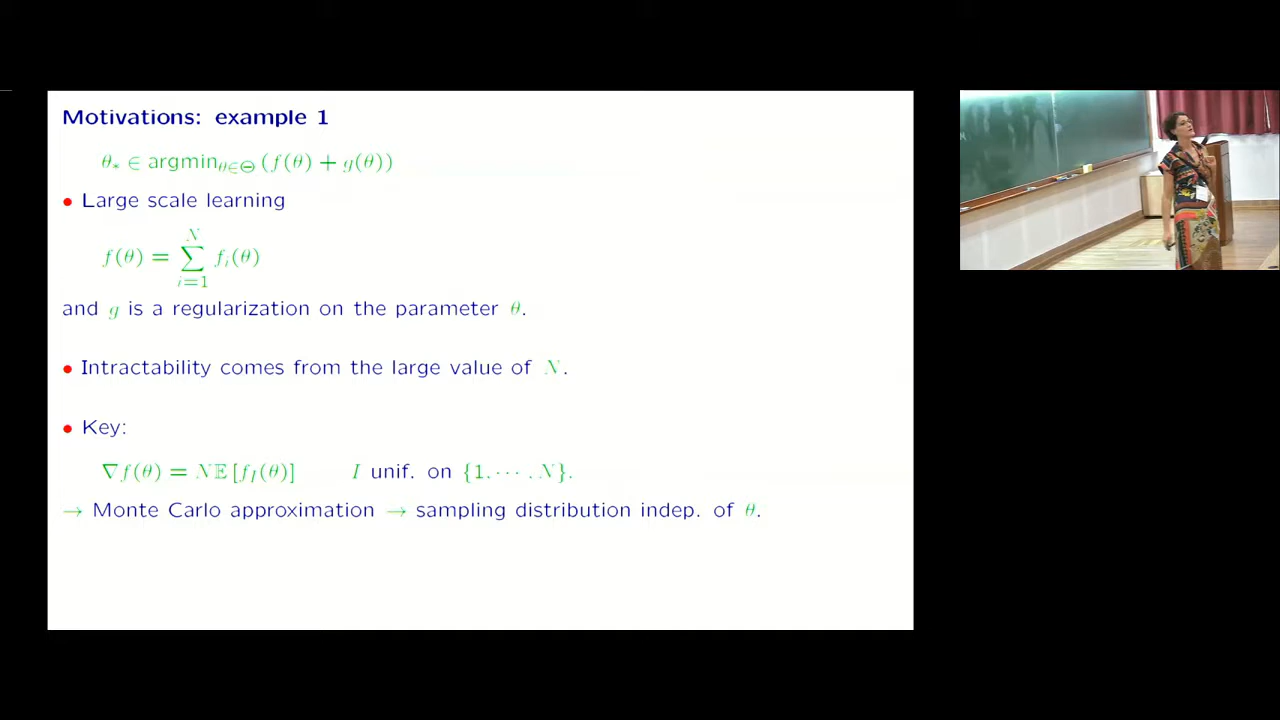 Motivations: example 1
θ* ∈ argmin_{θ∈Θ} (f(θ) + g(θ))
• Large scale learning
f(θ) = ∑_{i=1}^{N} f_i(θ)
and g is a regularization on the parameter θ.
• Intractability comes from the large value of N.
• Key:
∇f(θ) = N𝔼 [f_I(θ)] I unif. on {1, ⋯ , N}.
→ Monte Carlo approximation → sampling distribution indep. of θ.